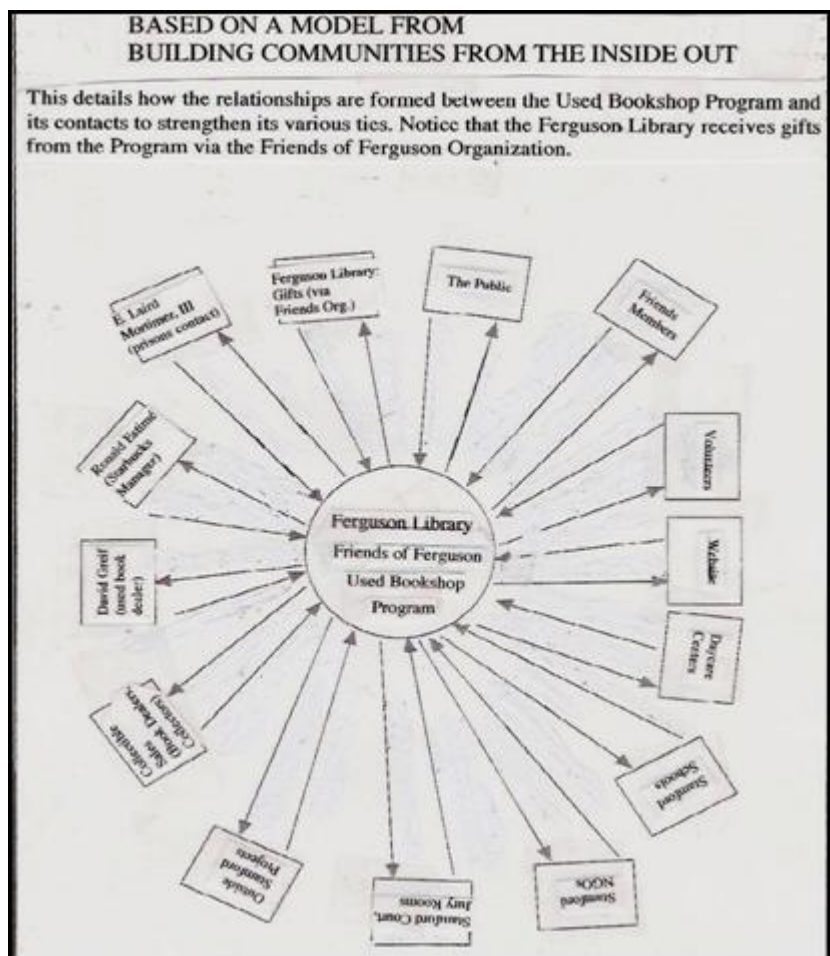 BASED ON A MODEL FROM
BUILDING COMMUNITIES FROM THE INSIDE OUT
This details how the relationships are formed between the Used Bookshop Program and
its contacts to strengthen its various ties. Notice that the Ferguson Library receives gifts
from the Program via the Friends of Ferguson Organization.
E. Laird
Mortimer, III
(prisons contact)
Ferguson Library:
Gifts (via
Friends Org.)
The Public
Friends
Members
Volunteers
Website
Daycare
Centers
Stamford
Schools
Stamford
NGOs
Stamford Court,
Jury Rooms
Outside
Stamford
Projects
Collectible
Sales
(Book Dealers,
Collectors)
David Greif
(used book
dealer)
Ronald Estimé
(Starbucks
Manager)
Ferguson Library
Friends of Ferguson
Used Bookshop
Program